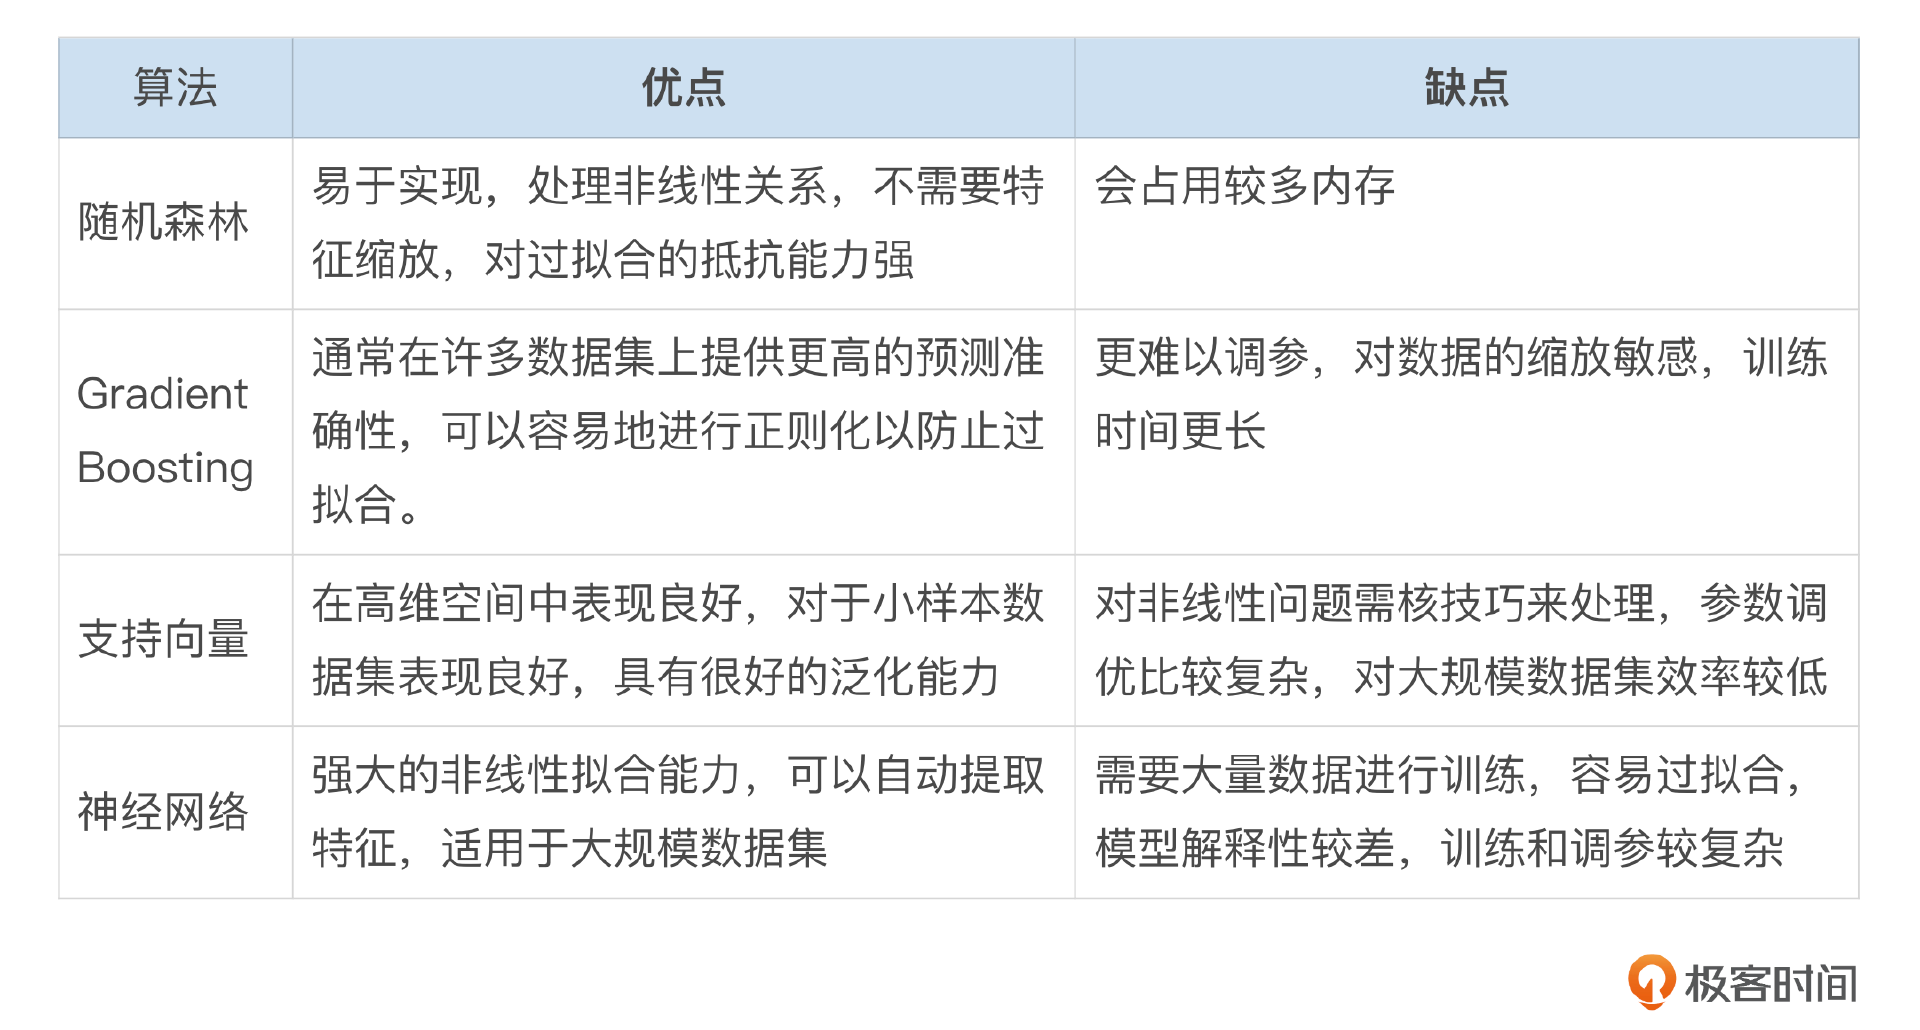 算法 优点 缺点
随机森林
易于实现，处理非线性关系，不需要特
征缩放，对过拟合的抵抗能力强
会占用较多内存
Gradient
Boosting
通常在许多数据集上提供更高的预测准
确性，可以容易地进行正则化以防止过
拟合。
更难以调参，对数据的缩放敏感，训练
时间更长
支持向量
在高维空间中表现良好，对于小样本数
据集表现良好，具有很好的泛化能力
对非线性问题需核技巧来处理，参数调
优比较复杂，对大规模数据集效率较低
神经网络
强大的非线性拟合能力，可以自动提取
特征，适用于大规模数据集
需要大量数据进行训练，容易过拟合，
模型解释性较差，训练和调参较复杂
极客时间